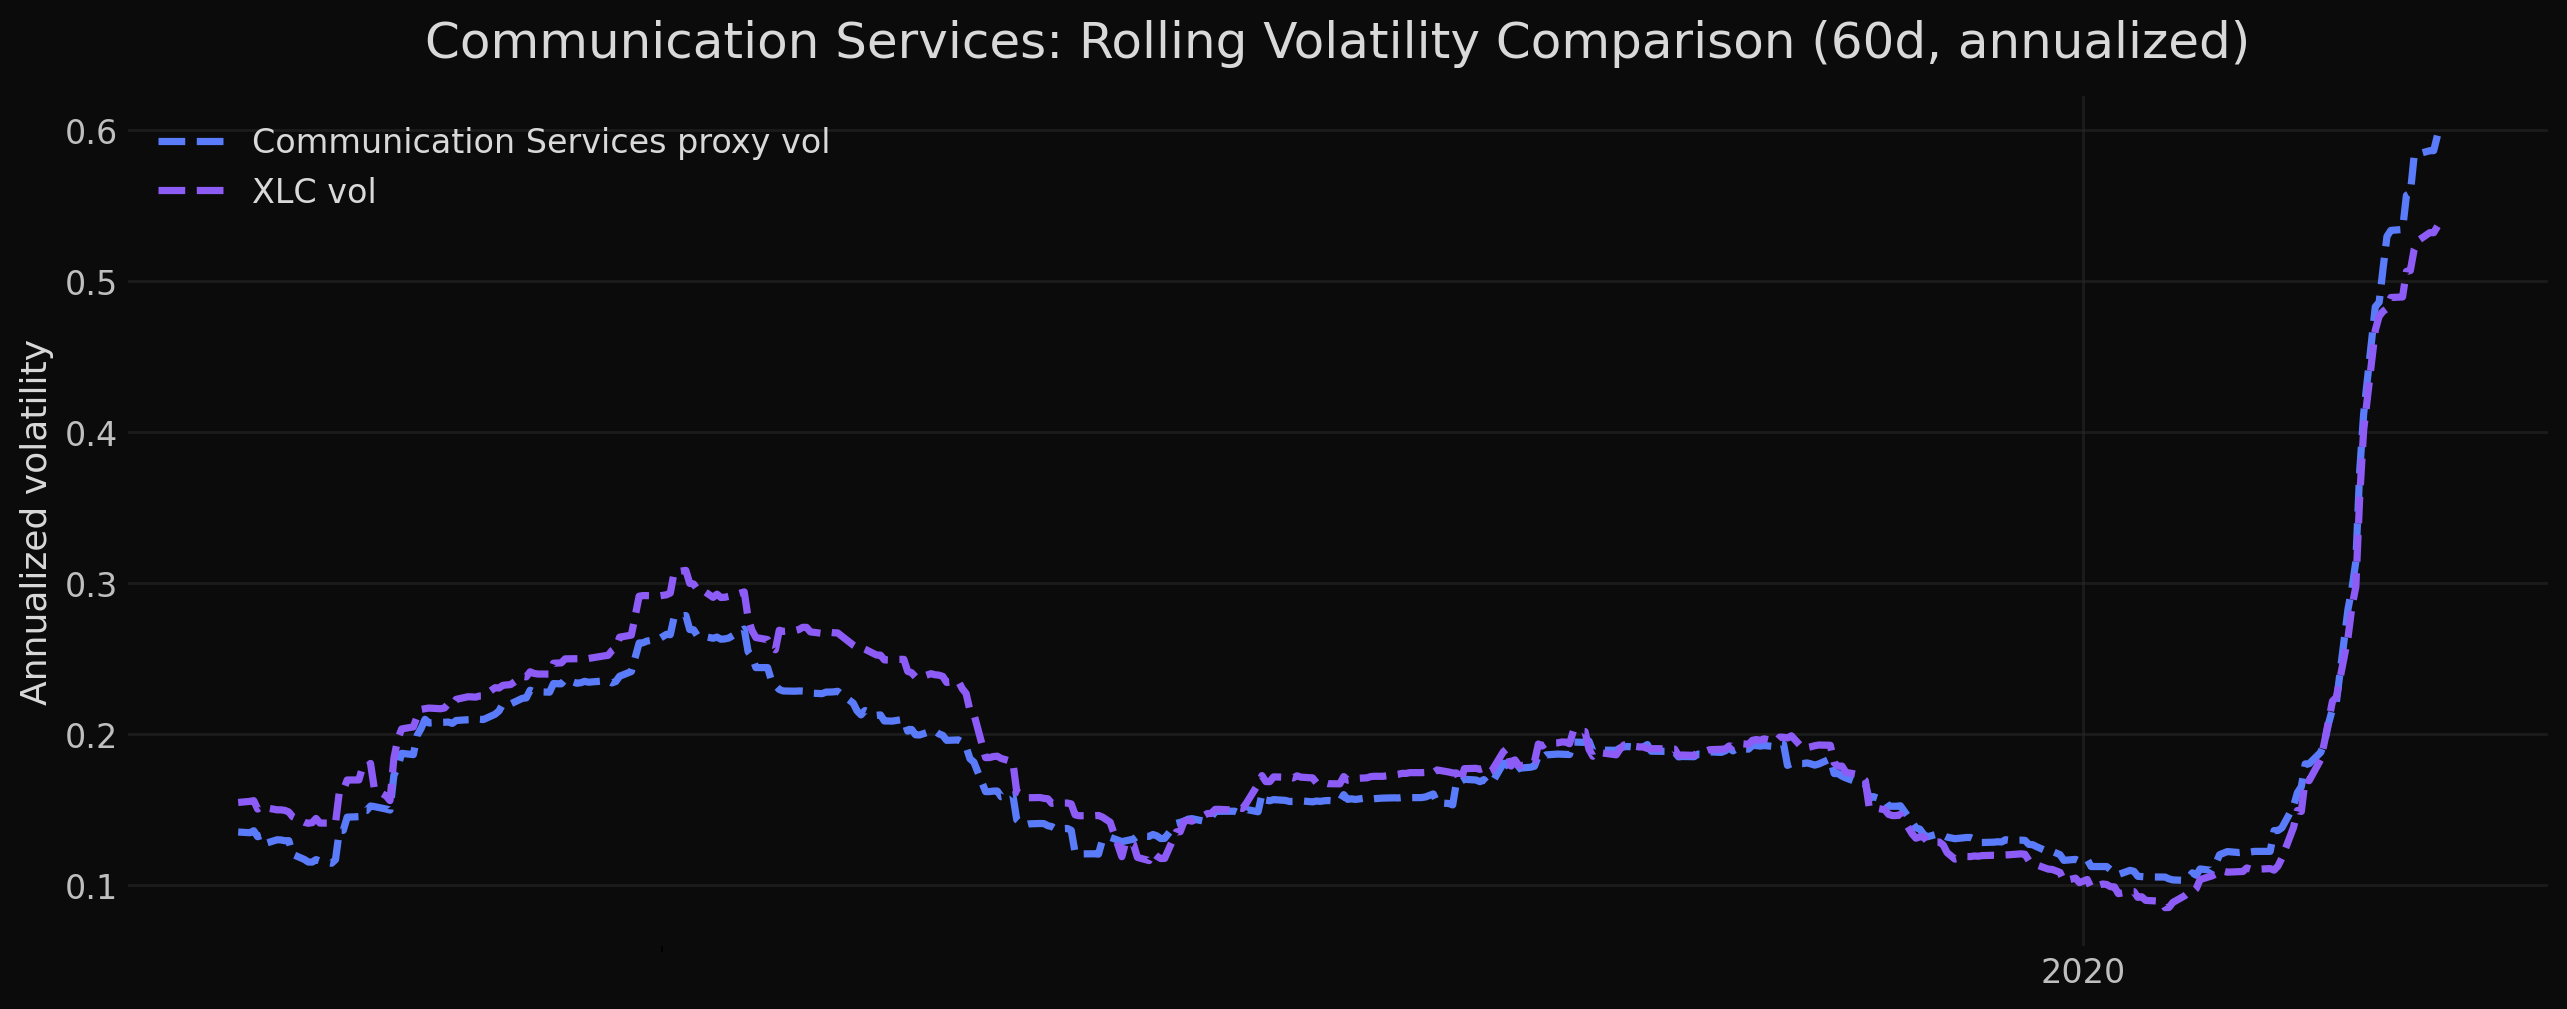 Communication Services: Rolling Volatility Comparison (60d, annualized)
Communication Services proxy vol
XLC vol
Annualized volatility
0.6
0.5
0.4
0.3
0.2
0.1
2020